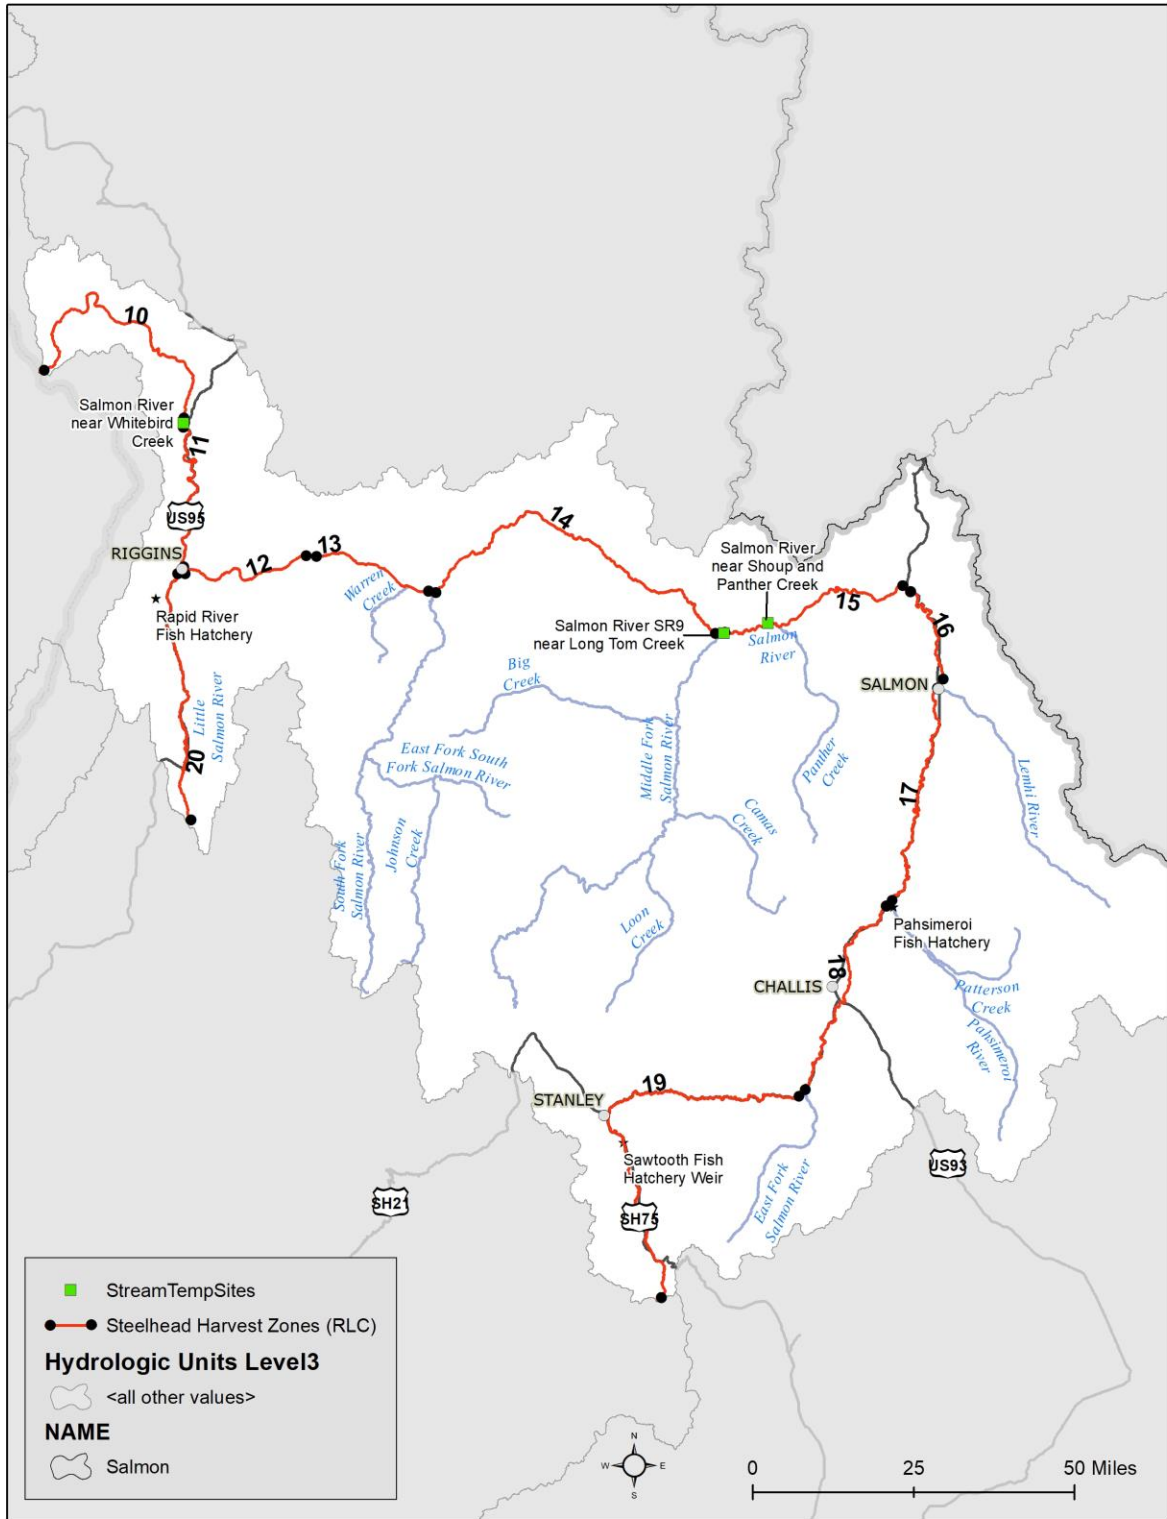 10
Salmon River
near Whitebird
Creek
11
US95
RIGGINS
12
13
14
Warren
Creek
Rapid River
Fish Hatchery
Little
Salmon River
20
Salmon River
near Shoup and
Panther Creek
Salmon River SR9
near Long Tom Creek
Salmon
River
15
16
SALMON
Big
Creek
East Fork South
Fork Salmon River
Middle Fork
Salmon River
Panther
Creek
Camas
Creek
Lemhi River
17
South Fork
Salmon River
Johnson
Creek
Loon
Creek
Pahsimeroi
Fish Hatchery
18
CHALLIS
Patterson
Creek
Pahsimeroi
River
19
STANLEY
Sawtooth Fish
Hatchery Weir
East Fork
Salmon River
US93
SH21
SH75
StreamTempSites
Steelhead Harvest Zones (RLC)
Hydrologic Units Level3
<all other values>
NAME
Salmon
N
W
E
S
0 25 50 Miles